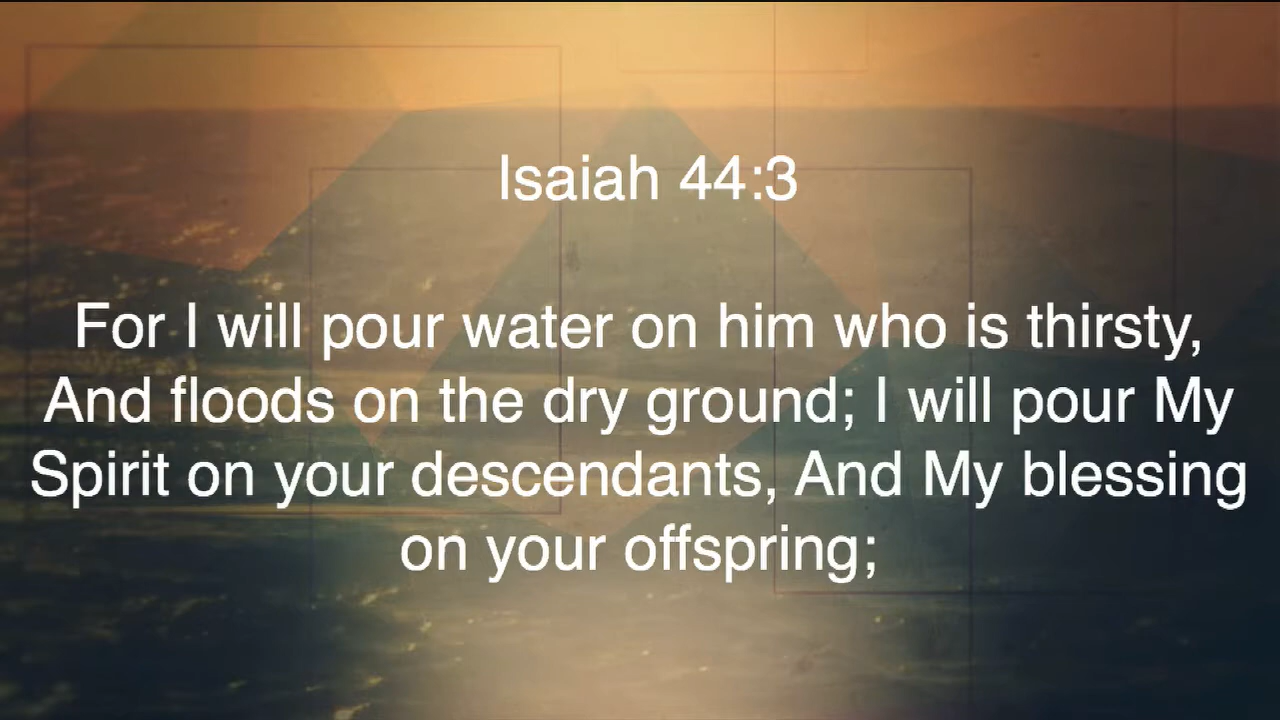 Isaiah 44:3
For I will pour water on him who is thirsty,
And floods on the dry ground; I will pour My
Spirit on your descendants, And My blessing
on your offspring;